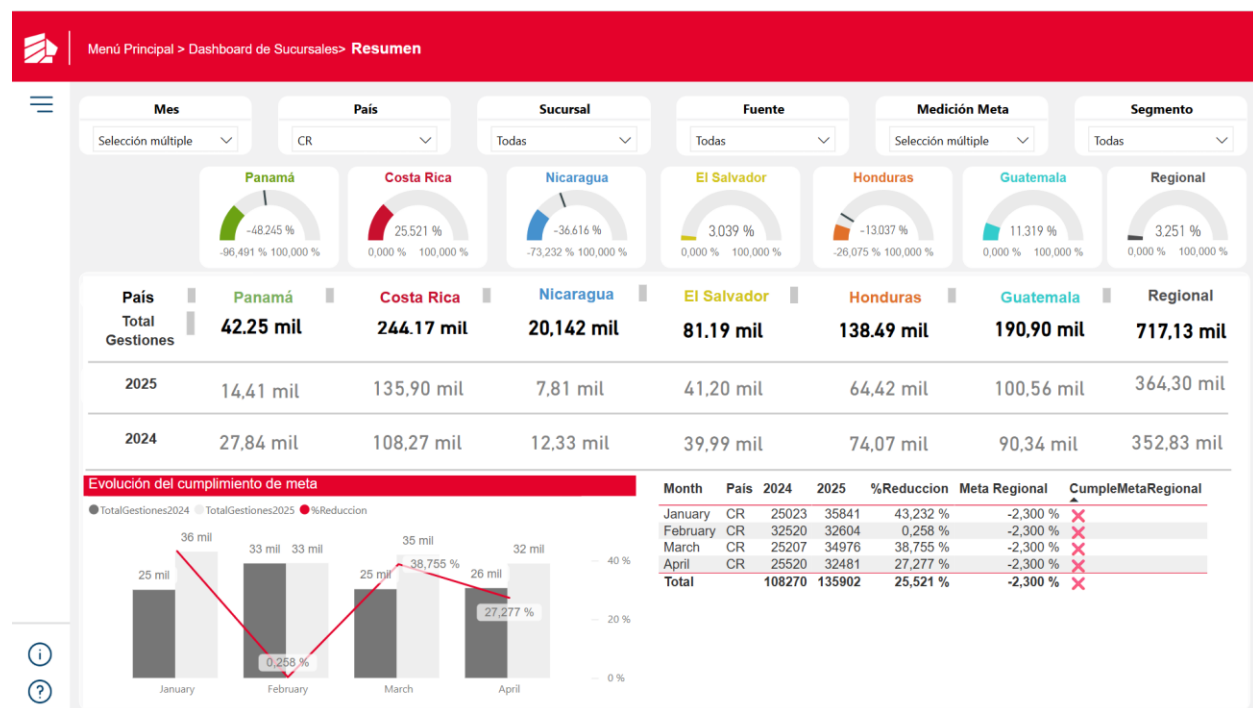 Menú Principal > Dashboard de Sucursales> Resumen
Mes País Sucursal Fuente Medición Meta Segmento
Selección múltiple CR Todas Todas Selección múltiple Todas
Panamá Costa Rica Nicaragua El Salvador Honduras Guatemala Regional
-48.245 % 25.521 % -36.616 % 3.039 % -13.037 % 11.319 % 3.251 %
-96,491 % 100,000 % 0,000 % 100,000 % -73,232 % 100,000 % 0,000 % 100,000 % -26,075 % 100,000 % 0,000 % 100,000 % 0,000 % 100,000 %
País Panamá Costa Rica Nicaragua El Salvador Honduras Guatemala Regional
Total
Gestiones 42.25 mil 244.17 mil 20,142 mil 81.19 mil 138.49 mil 190,90 mil 717,13 mil
2025 14,41 mil 135,90 mil 7,81 mil 41,20 mil 64,42 mil 100,56 mil 364,30 mil
2024 27,84 mil 108,27 mil 12,33 mil 39,99 mil 74,07 mil 90,34 mil 352,83 mil
Evolución del cumplimiento de meta
TotalGestiones2024 TotalGestiones2025 %Reduccion
36 mil
25 mil
33 mil 33 mil
35 mil
25 mil
38,755 %
32 mil
26 mil
27,277 %
0,258 %
40 %
20 %
0 %
January February March April
Month País 2024 2025 %Reduccion Meta Regional CumpleMetaRegional
January CR 25023 35841 43,232 % -2,300 % ❌
February CR 32520 32604 0,258 % -2,300 % ❌
March CR 25207 34976 38,755 % -2,300 % ❌
April CR 25520 32481 27,277 % -2,300 % ❌
Total 108270 135902 25,521 % -2,300 % ❌